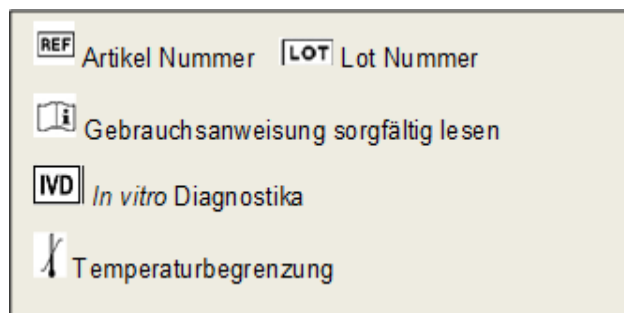 REF Artikel Nummer LOT Lot Nummer
i Gebrauchsanweisung sorgfältig lesen
IVD In vitro Diagnostika
Temperaturbegrenzung